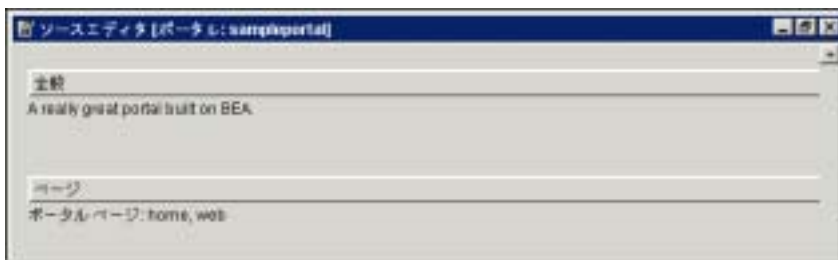 ソースエディタ [ポータル: sampleportal]
全般
A really great portal built on BEA.
ページ
ポータル ページ: home, web